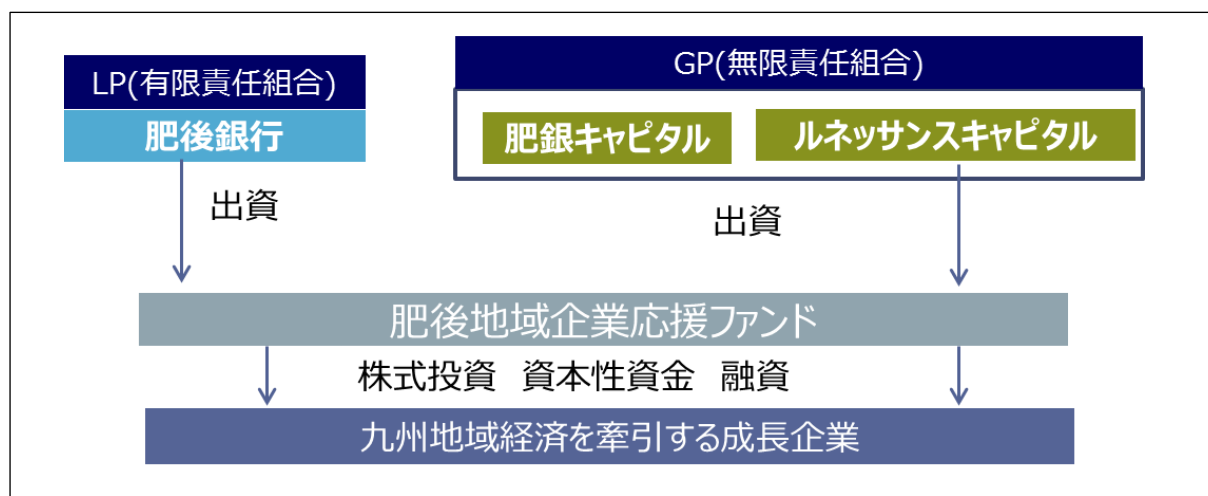 LP(有限責任組合)
肥後銀行
GP(無限責任組合)
肥銀キャピタル ルネッサンスキャピタル
出資
出資
肥後地域企業応援ファンド
株式投資 資本性資金 融資
九州地域経済を牽引する成長企業